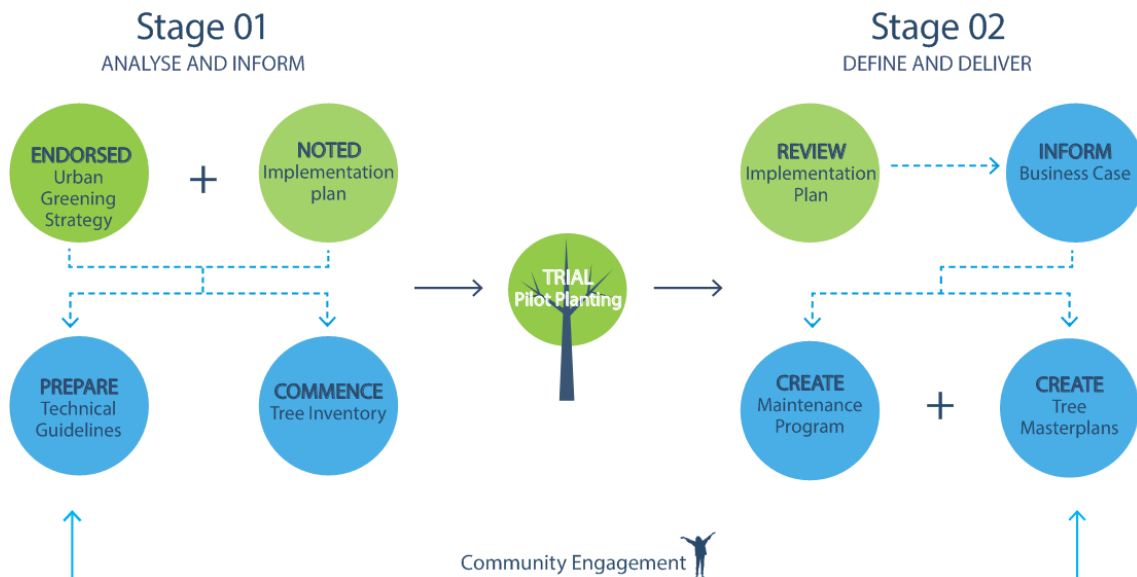 Stage 01
ANALYSE AND INFORM
ENDORSED
Urban
Greening
Strategy
+
NOTED
Implementation
plan
PREPARE
Technical
Guidelines
COMMENCE
Tree Inventory
TRIAL
Pilot Planting
Stage 02
DEFINE AND DELIVER
REVIEW
Implementation
Plan
INFORM
Business Case
CREATE
Maintenance
Program
+
CREATE
Tree
Masterplans
Community Engagement